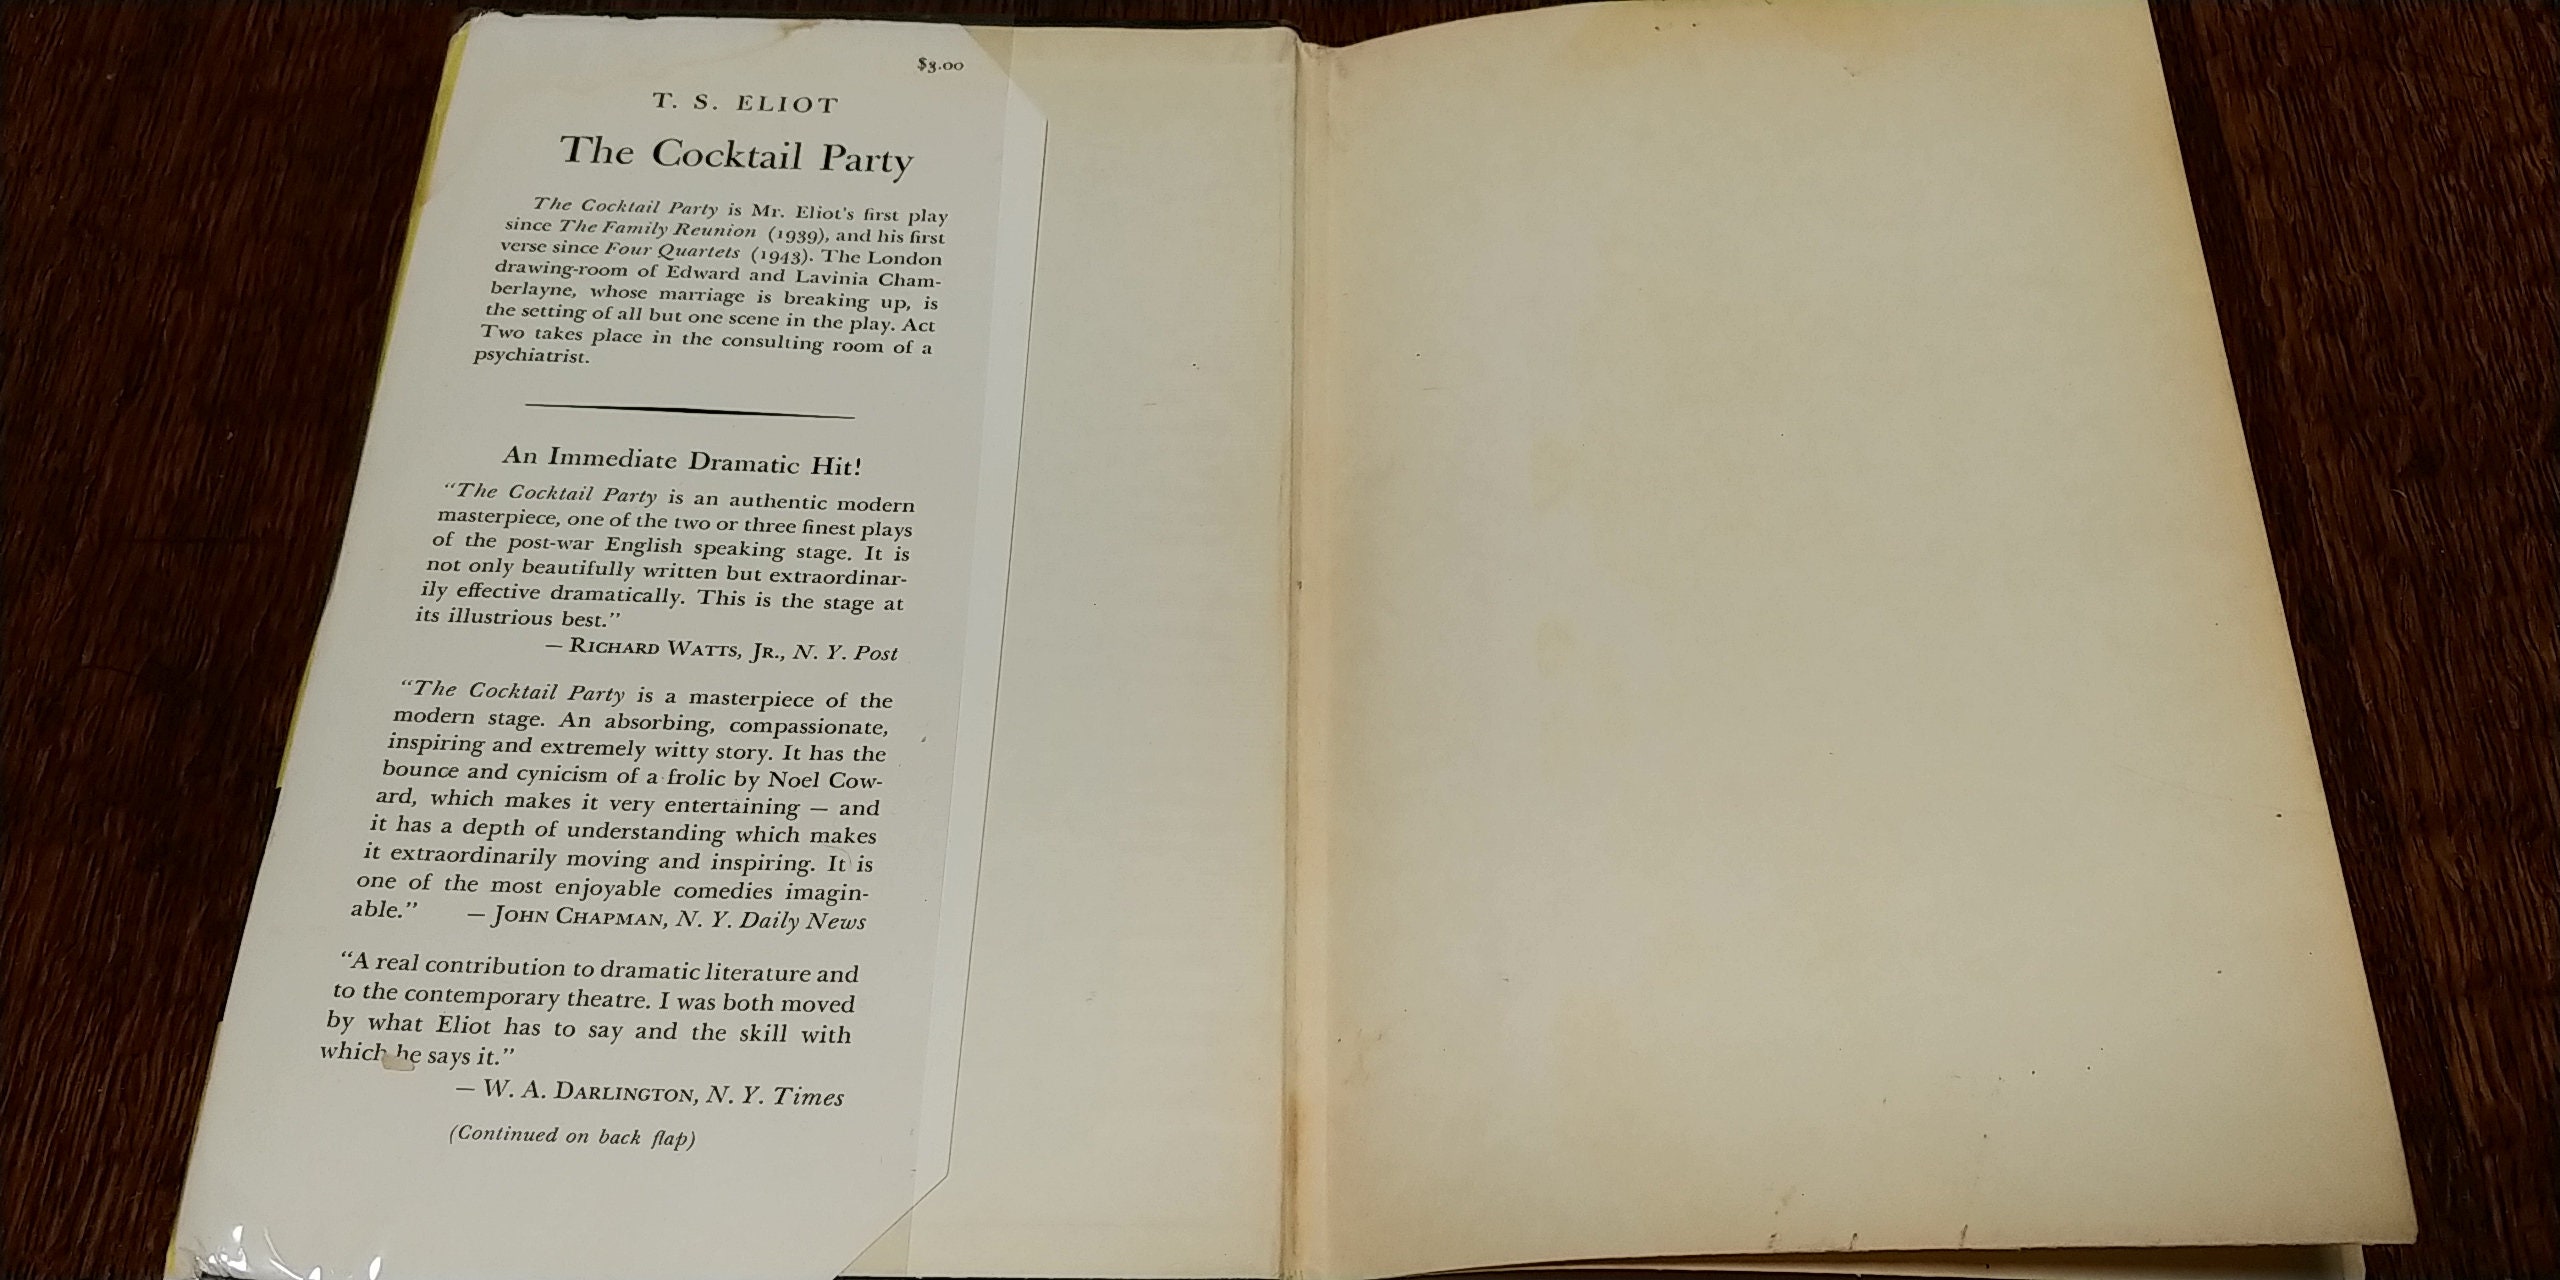 $3.00
T. S. ELIOT
The Cocktail Party
The Cocktail Party is Mr. Eliot's first play
since The Family Reunion (1939), and his first
verse since Four Quartets (1943). The London
drawing-room of Edward and Lavinia Cham-
berlayne, whose marriage is breaking up, is
the setting of all but one scene in the play. Act
Two takes place in the consulting room of a
psychiatrist.
An Immediate Dramatic Hit!
“The Cocktail Party is an authentic modern
masterpiece, one of the two or three finest plays
of the post-war English speaking stage. It is
not only beautifully written but extraordinar-
ily effective dramatically. This is the stage at
its illustrious best.”
— RICHARD WATTS, JR., N. Y. Post
“The Cocktail Party is a masterpiece of the
modern stage. An absorbing, compassionate,
inspiring and extremely witty story. It has the
bounce and cynicism of a frolic by Noel Cow-
ard, which makes it very entertaining — and
it has a depth of understanding which makes
it extraordinarily moving and inspiring. It is
one of the most enjoyable comedies imagin-
able.” — JOHN CHAPMAN, N. Y. Daily News
“A real contribution to dramatic literature and
to the contemporary theatre. I was both moved
by what Eliot has to say and the skill with
which he says it.”
— W. A. DARLINGTON, N. Y. Times
(Continued on back flap)